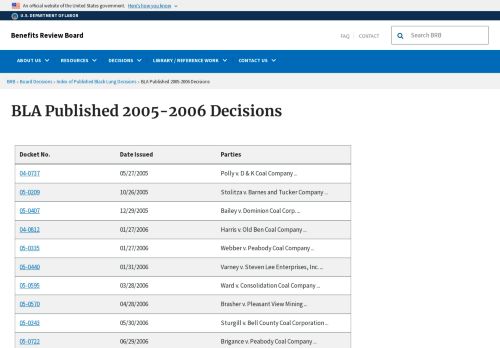 An official website of the United States government. Here's how you know
U.S. DEPARTMENT OF LABOR
Benefits Review Board
FAQ CONTACT
Search BRB
ABOUT US RESOURCES DECISIONS LIBRARY / REFERENCE WORK CONTACT US
BRB » Board Decisions » Index of Published Black Lung Decisions » BLA Published 2005-2006 Decisions
BLA Published 2005-2006 Decisions
Docket No. Date Issued Parties
04-0737 05/27/2005 Polly v. D & K Coal Company ...
05-0209 10/26/2005 Stolitza v. Barnes and Tucker Company ...
05-0407 12/29/2005 Bailey v. Dominion Coal Corp. ...
04-0812 01/27/2006 Harris v. Old Ben Coal Company ...
05-0335 01/27/2006 Webber v. Peabody Coal Company ...
05-0440 01/31/2006 Varney v. Steven Lee Enterprises, Inc. ...
05-0595 03/28/2006 Ward v. Consolidation Coal Company ...
05-0570 04/28/2006 Brasher v. Pleasant View Mining ...
05-0343 05/30/2006 Sturgill v. Bell County Coal Corporation ...
05-0722 06/29/2006 Brigance v. Peabody Coal Company ...